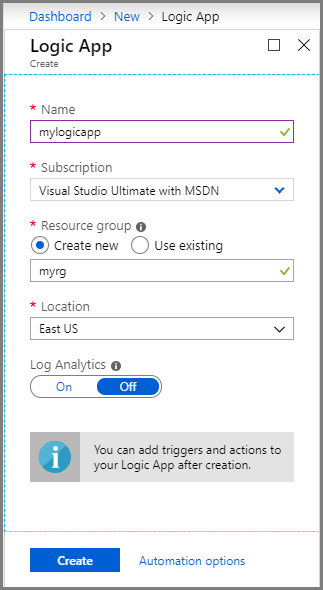 Dashboard > New > Logic App
Logic App
Create
* Name
mylogicapp
* Subscription
Visual Studio Ultimate with MSDN
* Resource group
Create new Use existing
myrg
* Location
East US
Log Analytics
On Off
You can add triggers and actions to
your Logic App after creation.
Create Automation options